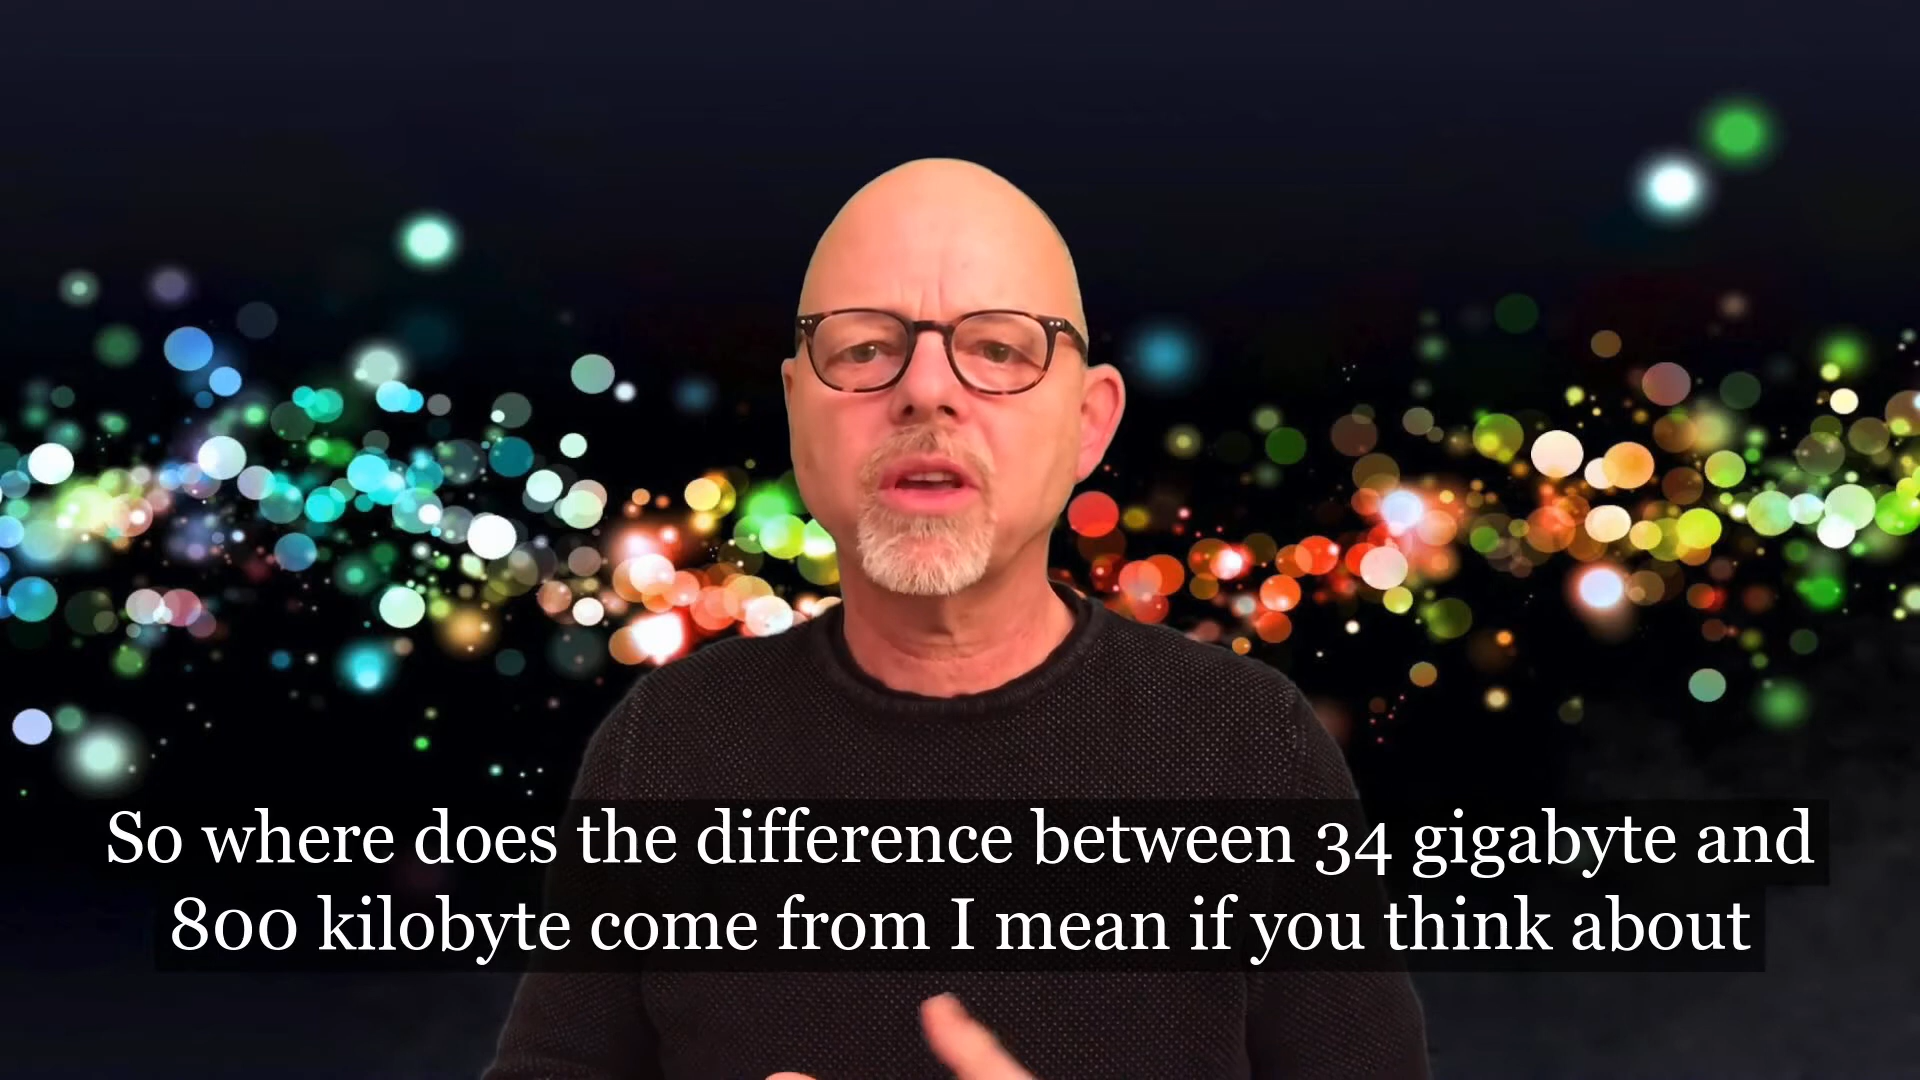 So where does the difference between 34 gigabyte and
800 kilobyte come from I mean if you think about